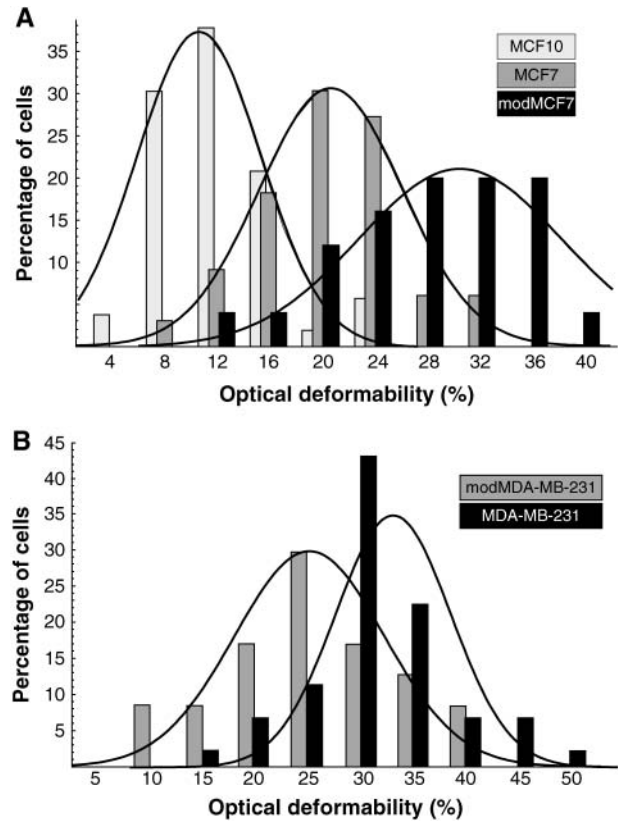 A
35
30
25
20
15
10
Percentage of cells
MCF10
MCF7
modMCF7
4 8 12 16 20 24 28 32 36 40
Optical deformability (%)
B
45
40
35
30
25
20
15
10
5
Percentage of cells
modMDA-MB-231
MDA-MB-231
5 10 15 20 25 30 35 40 45 50
Optical deformability (%)